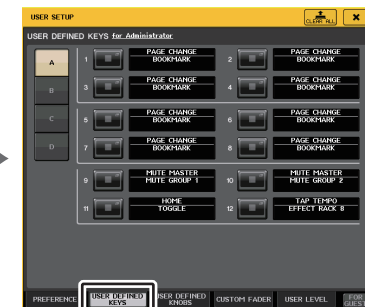 USER SETUP
CLEAR ALL
USER DEFINED KEYS for Administrator
A
1 PAGE CHANGE BOOKMARK
2 PAGE CHANGE BOOKMARK
B
3 PAGE CHANGE BOOKMARK
4 PAGE CHANGE BOOKMARK
C
5 PAGE CHANGE BOOKMARK
6 PAGE CHANGE BOOKMARK
D
7 PAGE CHANGE BOOKMARK
8 PAGE CHANGE BOOKMARK
9 MUTE MASTER MUTE GROUP 1
10 MUTE MASTER MUTE GROUP 2
11 HOME TOGGLE
12 TAP TEMPO EFFECT RACK 8
PREFERENCE
USER DEFINED KEYS
USER DEFINED KNOBS
CUSTOM FADER
USER LEVEL
FOR GUEST